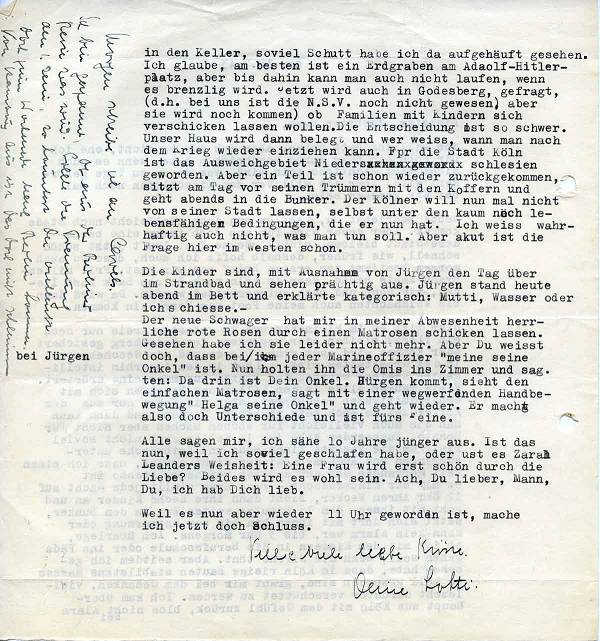 in den Keller, soviel Schutt habe ich da aufgehäuft gesehen.
Ich glaube, am besten ist ein Erdgraben am Adaolf-Hitler-
platz, aber bis dahin kann man auch nicht laufen, wenn
es brenzlig wird. Jetzt wird auch in Godesberg, gefragt,
(d.h. bei uns ist die N.S.V. noch nicht gewesen, aber
sie wird noch kommen) ob Familien mit Kindern sich
verschicken lassen wollen.Die Entscheidung ist so schwer.
Unser Haus wird dann belegt und wer weiss, wann man nach
dem Krieg wieder einziehen kann. Fpr die Stadt Köln
ist das Ausweichgebiet Nieders schlesien
geworden. Aber ein Teil ist schon wieder zurückgekommen,
sitzt am Tag vor seinen Trümmern mit den Koffern und
geht abends in die Bunker. Der Kölner will nun mal nicht
von seiner Stadt lassen, selbst unter den kaum noch le-
bensfähigen Bedingungen, die er nun hat. Ich weiss wahr-
haftig auch nicht, was man tun soll. Aber akut ist die
Frage hier im Westen schon.
Die Kinder sind, mit Ausnahme von Jürgen den Tag über
im Strandbad und sehen prächtig aus. Jürgen stand heute
abend im Bett und erklärte kategorisch: Mutti, Wasser oder
ich schiesse.-
Der neue Schwager hat mir in meiner Abwesenheit herr-
liche rote Rosen durch einen Matrosen schicken lassen.
Gesehen habe ich sie leider nicht mehr. Aber Du weisst
bei Jürgen
doch, dass bei/ihm jeder Marineoffizier "meine seine
Onkel" ist. Nun holten ihn die Omis ins Zimmer und sag.
ten: Da drin ist Dein Onkel. Jürgen kommt, sieht den
einfachen Matrosen, sagt mit einer wegwerfenden Handbe-
wegung" Helga seine Onkel" und geht wieder. Er macht
also doch Unterschiede und ist fürs Feine.
Alle sagen mir, ich sähe 10 Jahre jünger aus. Ist das
nun, weil ich soviel geschlafen habe, oder ust es Zarah
Leanders Weisheit: Eine Frau wird erst schön durch die
Liebe? Beides wird es wohl sein. Ach, Du lieber, Mann,
Du, ich hab Dich lieb.
Weil es nun aber wieder 11 Uhr geworden ist, mache
ich jetzt doch Schluss.
Viele viele liebe Küsse.
Deine Lotti.
Morgen schreibe ich an